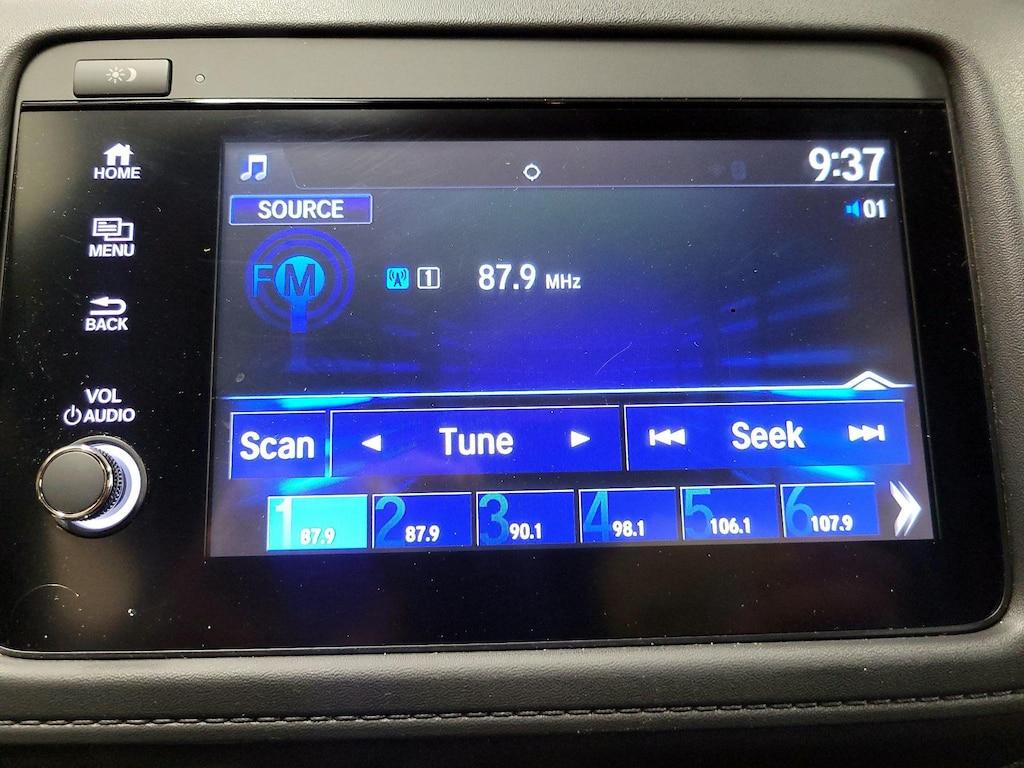 HOME
MENU
BACK
VOL
AUDIO
9:37
SOURCE
01
FM
1 87.9 MHz
Scan
Tune
Seek
1 87.9
2 87.9
3 90.1
4 98.1
5 106.1
6 107.9